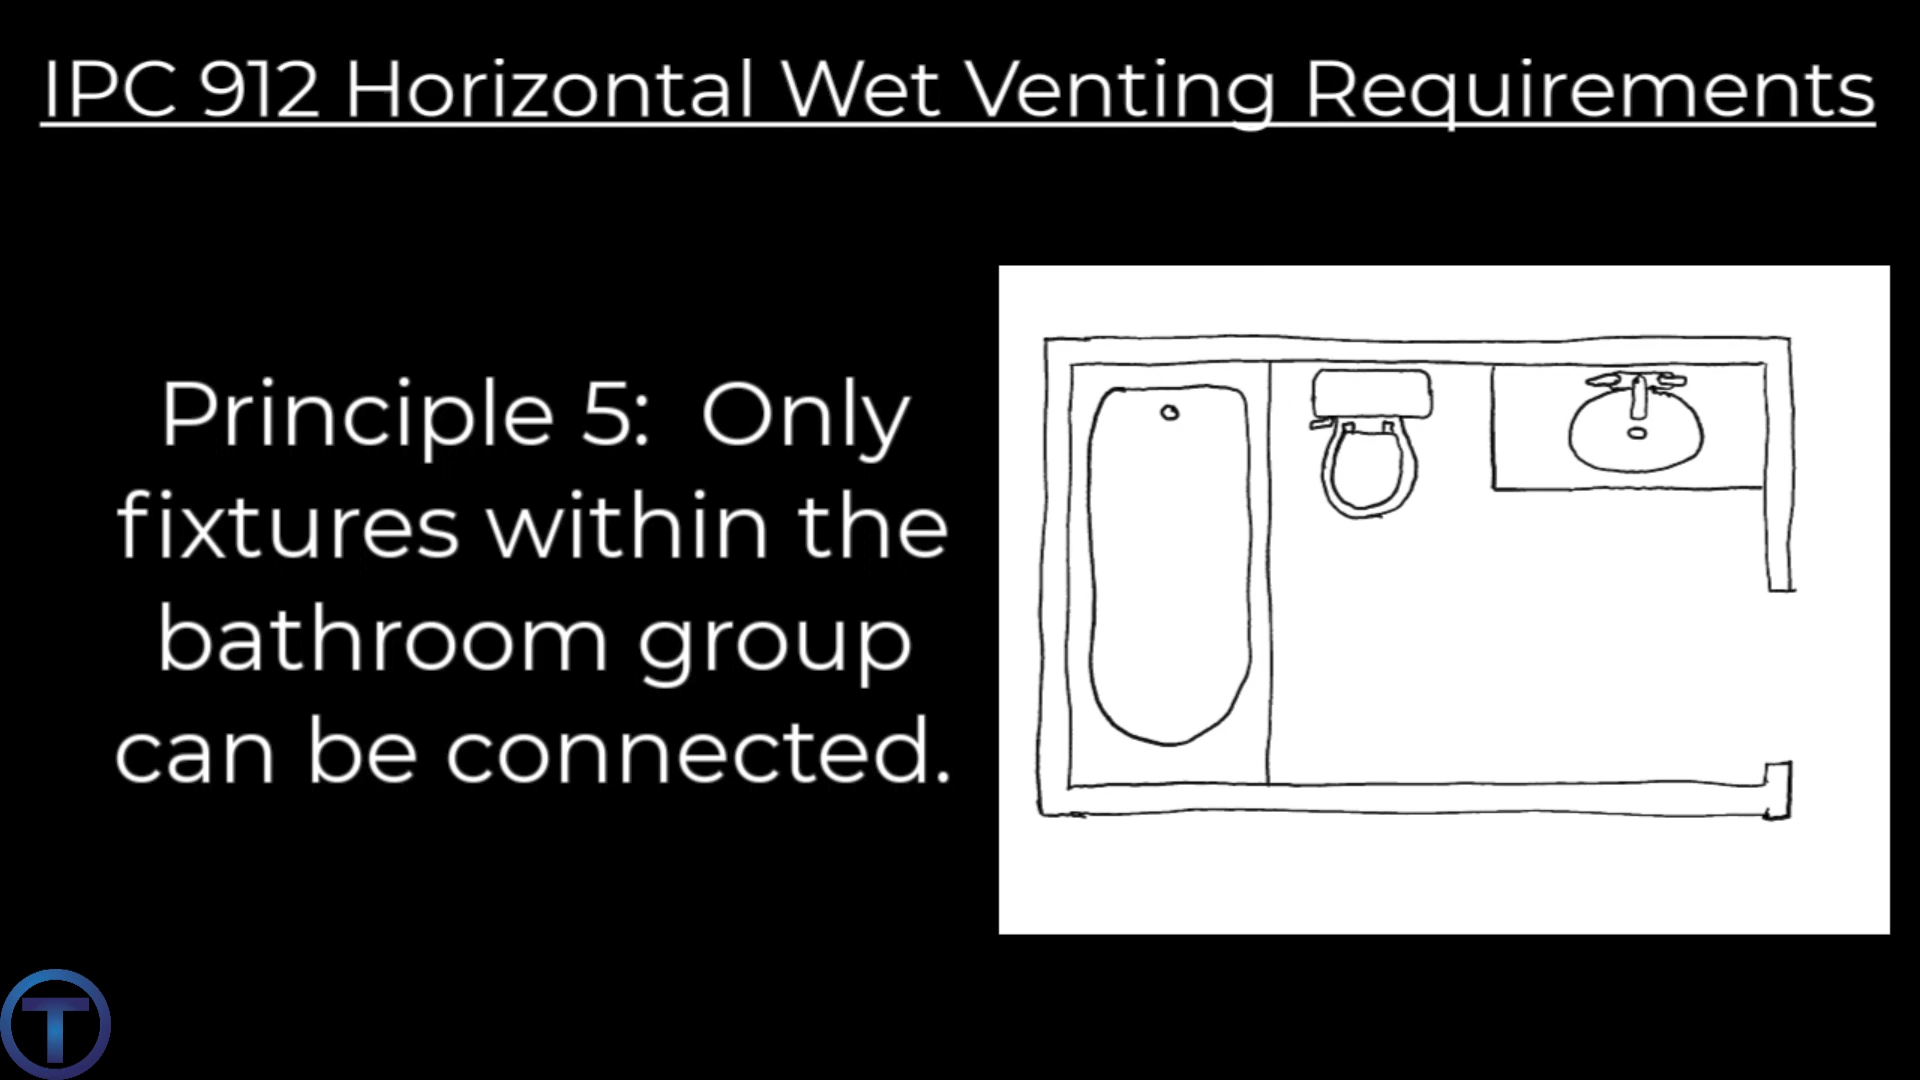 IPC 912 Horizontal Wet Venting Requirements
Principle 5: Only
fixtures within the
bathroom group
can be connected.
T